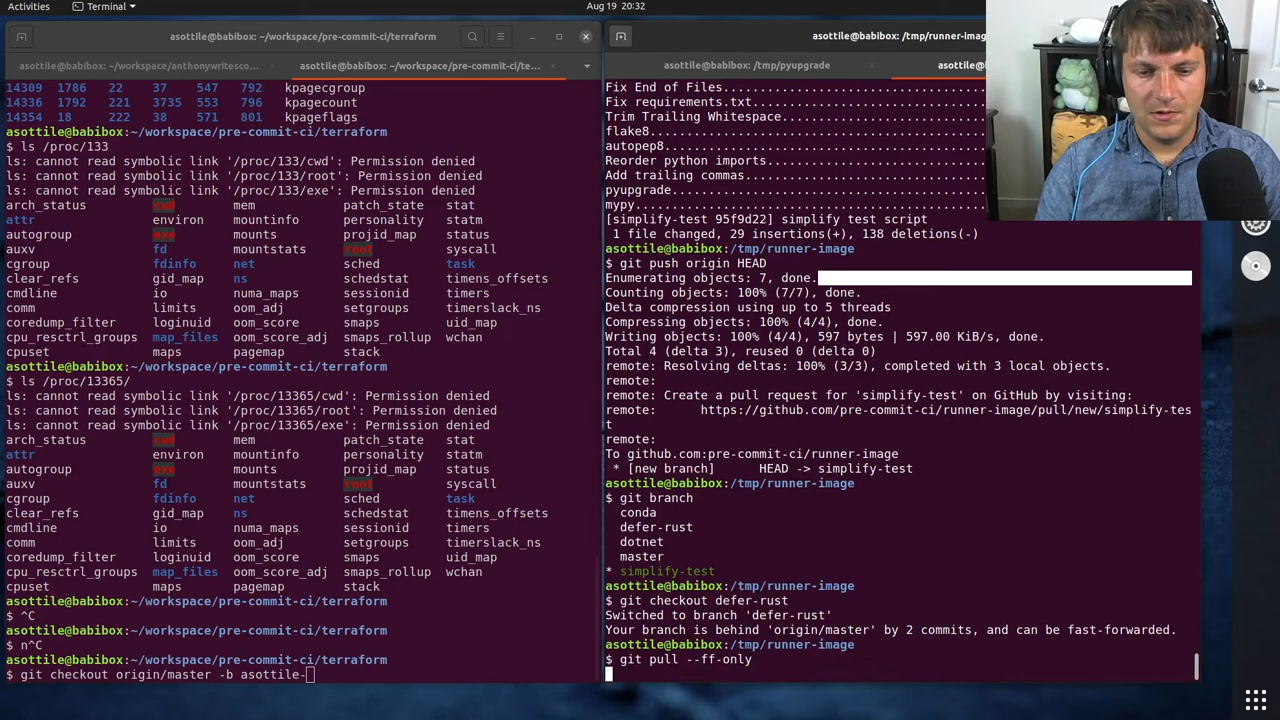 Activities
Terminal
Aug 19 20:32
asottile@babibox: ~/workspace/pre-commit-ci/terraform
asottile@babibox: ~/workspace/anthonywritesco...
asottile@babibox: ~/workspace/pre-commit-ci/te...
14309 1786 22 37 547 792 kpagecgroup
14336 1792 221 3735 553 796 kpagecount
14354 18 222 38 571 801 kpageflags
asottile@babibox:~/workspace/pre-commit-ci/terraform
$ ls /proc/133
ls: cannot read symbolic link '/proc/133/cwd': Permission denied
ls: cannot read symbolic link '/proc/133/root': Permission denied
ls: cannot read symbolic link '/proc/133/exe': Permission denied
arch_status cwd mem patch_state stat
attr environ mountinfo personality statm
autogroup exe mounts projid_map status
auxv fd mountstats root syscall
cgroup fdinfo net sched task
clear_refs gid_map ns schedstat timens_offsets
cmdline io numa_maps sessionid timers
comm limits oom_adj setgroups timerslack_ns
coredump_filter loginuid oom_score smaps uid_map
cpu_resctrl_groups map_files oom_score_adj smaps_rollup wchan
cpuset maps pagemap stack
asottile@babibox:~/workspace/pre-commit-ci/terraform
$ ls /proc/13365/
ls: cannot read symbolic link '/proc/13365/cwd': Permission denied
ls: cannot read symbolic link '/proc/13365/root': Permission denied
ls: cannot read symbolic link '/proc/13365/exe': Permission denied
arch_status cwd mem patch_state stat
attr environ mountinfo personality statm
autogroup exe mounts projid_map status
auxv fd mountstats root syscall
cgroup fdinfo net sched task
clear_refs gid_map ns schedstat timens_offsets
cmdline io numa_maps sessionid timers
comm limits oom_adj setgroups timerslack_ns
coredump_filter loginuid oom_score smaps uid_map
cpu_resctrl_groups map_files oom_score_adj smaps_rollup wchan
cpuset maps pagemap stack
asottile@babibox:~/workspace/pre-commit-ci/terraform
$ ^C
asottile@babibox:~/workspace/pre-commit-ci/terraform
$ n^C
asottile@babibox:~/workspace/pre-commit-ci/terraform
$ git checkout origin/master -b asottile-
asottile@babibox: /tmp/runner-imag
asottile@babibox: /tmp/pyupgrade
asottile@bab
Fix End of Files.................................................
Fix requirements.txt.............................................
Trim Trailing Whitespace.........................................
flake8...........................................................
autopep8.........................................................
Reorder python imports...........................................
Add trailing commas..............................................
pyupgrade........................................................
mypy.............................................................
[simplify-test 95f9d22] simplify test script
1 file changed, 29 insertions(+), 138 deletions(-)
asottile@babibox:/tmp/runner-image
$ git push origin HEAD
Enumerating objects: 7, done.
Counting objects: 100% (7/7), done.
Delta compression using up to 5 threads
Compressing objects: 100% (4/4), done.
Writing objects: 100% (4/4), 597 bytes | 597.00 KiB/s, done.
Total 4 (delta 3), reused 0 (delta 0)
remote: Resolving deltas: 100% (3/3), completed with 3 local objects.
remote:
remote: Create a pull request for 'simplify-test' on GitHub by visiting:
remote: https://github.com/pre-commit-ci/runner-image/pull/new/simplify-tes
t
remote:
To github.com:pre-commit-ci/runner-image
* [new branch] HEAD -> simplify-test
asottile@babibox:/tmp/runner-image
$ git branch
conda
defer-rust
dotnet
master
* simplify-test
asottile@babibox:/tmp/runner-image
$ git checkout defer-rust
Switched to branch 'defer-rust'
Your branch is behind 'origin/master' by 2 commits, and can be fast-forwarded.
asottile@babibox:/tmp/runner-image
$ git pull --ff-only